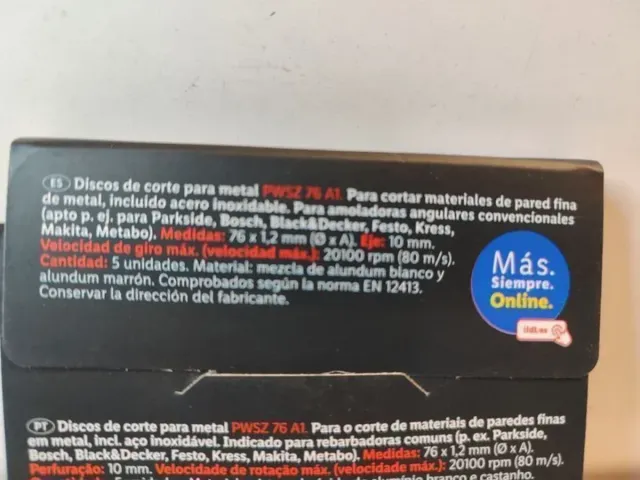 ES Discos de corte para metal PWSZ 76 A1. Para cortar materiales de pared fina
de metal, incluido acero inoxidable. Para amoladoras angulares convencionales
(apto p. ej. para Parkside, Bosch, Black&Decker, Festo, Kress,
Makita, Metabo). Medidas: 76 x 1,2 mm (Ø x A). Eje: 10 mm.
Velocidad de giro máx. (velocidad máx.): 20100 rpm (80 m/s).
Cantidad: 5 unidades. Material: mezcla de alundum blanco y
alundum marrón. Comprobados según la norma EN 12413.
Conservar la dirección del fabricante.
Más.
Siempre.
Online.
lidl.es
PT Discos de corte para metal PWSZ 76 A1. Para o corte de materiais de paredes finas
em metal, incl. aço inoxidável. Indicado para rebarbadoras comuns (p. ex. Parkside,
Bosch, Black&Decker, Festo, Kress, Makita, Metabo). Medidas: 76 x 1,2 mm (Ø x A).
Perfuração: 10 mm. Velocidade de rotação máx. (velocidade máx.): 20100 rpm (80 m/s).
alumínio branco e castanho.